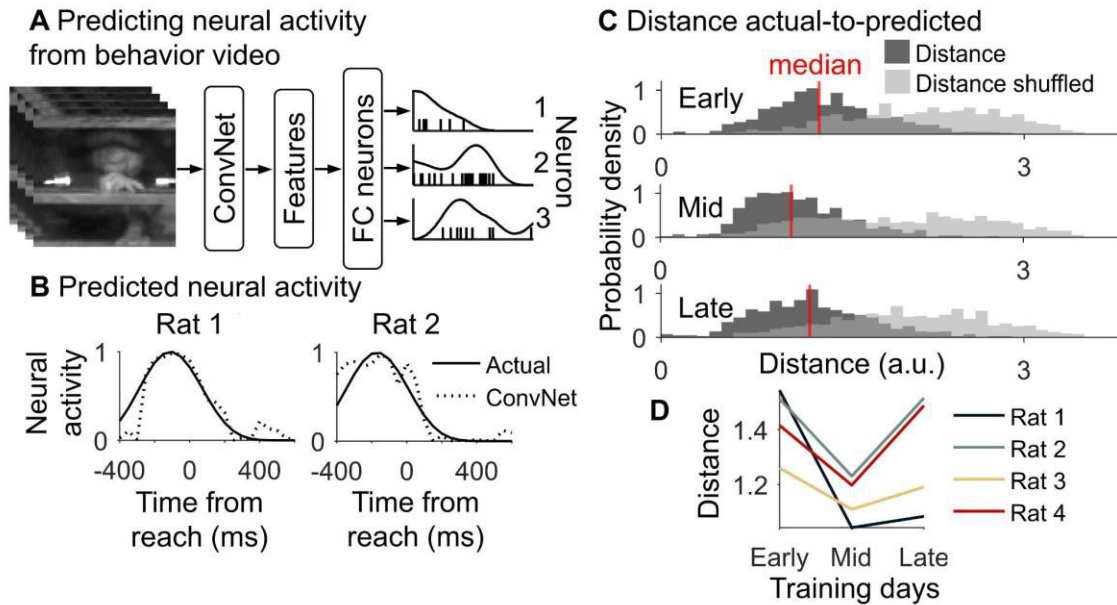 A Predicting neural activity
from behavior video
ConvNet
Features
FC neurons
1
2
3
Neuron
B Predicted neural activity
Rat 1
Rat 2
Neural
activity
1
0
1
0
Actual
ConvNet
-400 0 400
-400 0 400
Time from
reach (ms)
Time from
reach (ms)
C Distance actual-to-predicted
median
Distance
Distance shuffled
Probability density
Early
1
0
0 3
Mid
1
0
0 3
Late
1
0
0 3
Distance (a.u.)
D
Distance
1.4
1.2
Early Mid Late
Training days
Rat 1
Rat 2
Rat 3
Rat 4